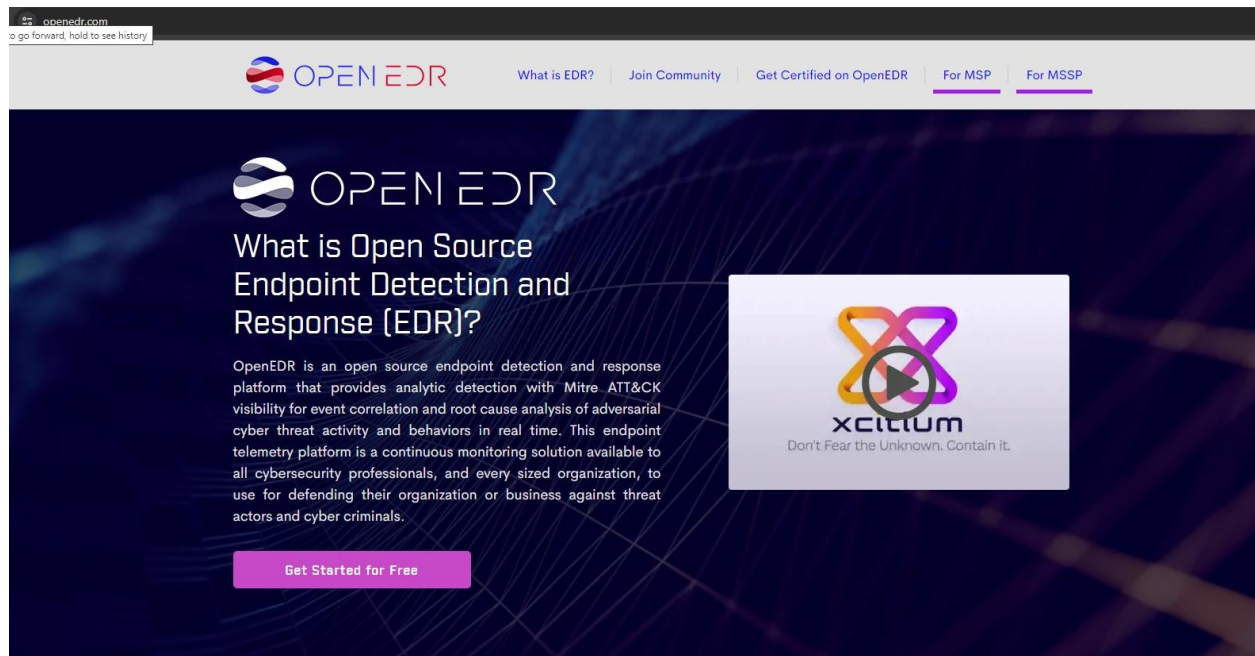 openedr.com
to go forward, hold to see history
OPEN EDR
What is EDR?
Join Community
Get Certified on OpenEDR
For MSP
For MSSP
OPEN EDR
What is Open Source
Endpoint Detection and
Response (EDR)?
OpenEDR is an open source endpoint detection and response
platform that provides analytic detection with Mitre ATT&CK
visibility for event correlation and root cause analysis of adversarial
cyber threat activity and behaviors in real time. This endpoint
telemetry platform is a continuous monitoring solution available to
all cybersecurity professionals, and every sized organization, to
use for defending their organization or business against threat
actors and cyber criminals.
Get Started for Free
xcitium
Don't Fear the Unknown. Contain it.